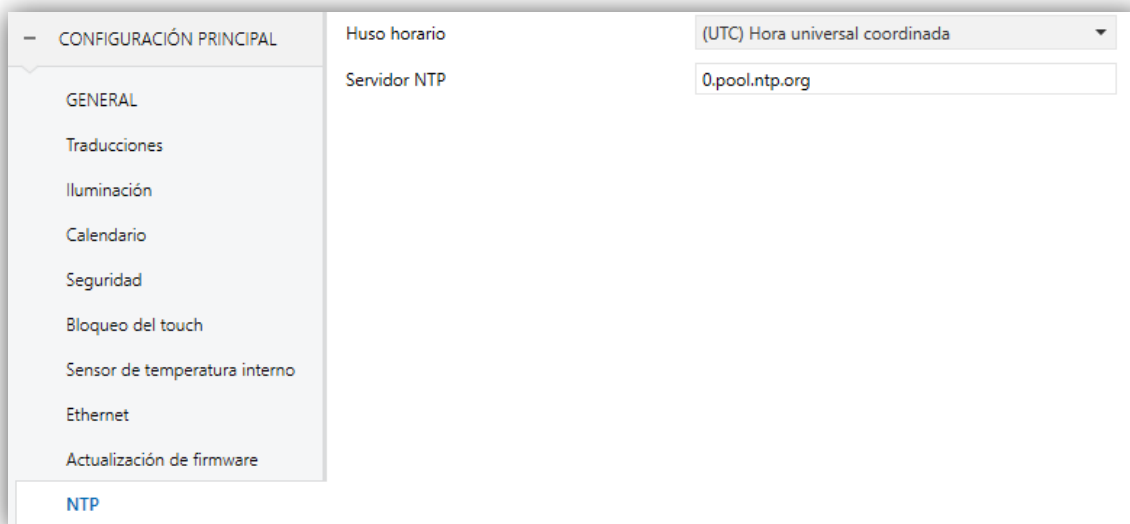 CONFIGURACIÓN PRINCIPAL
GENERAL
Traducciones
Iluminación
Calendario
Seguridad
Bloqueo del touch
Sensor de temperatura interno
Ethernet
Actualización de firmware
NTP
Huso horario (UTC) Hora universal coordinada
Servidor NTP 0.pool.ntp.org